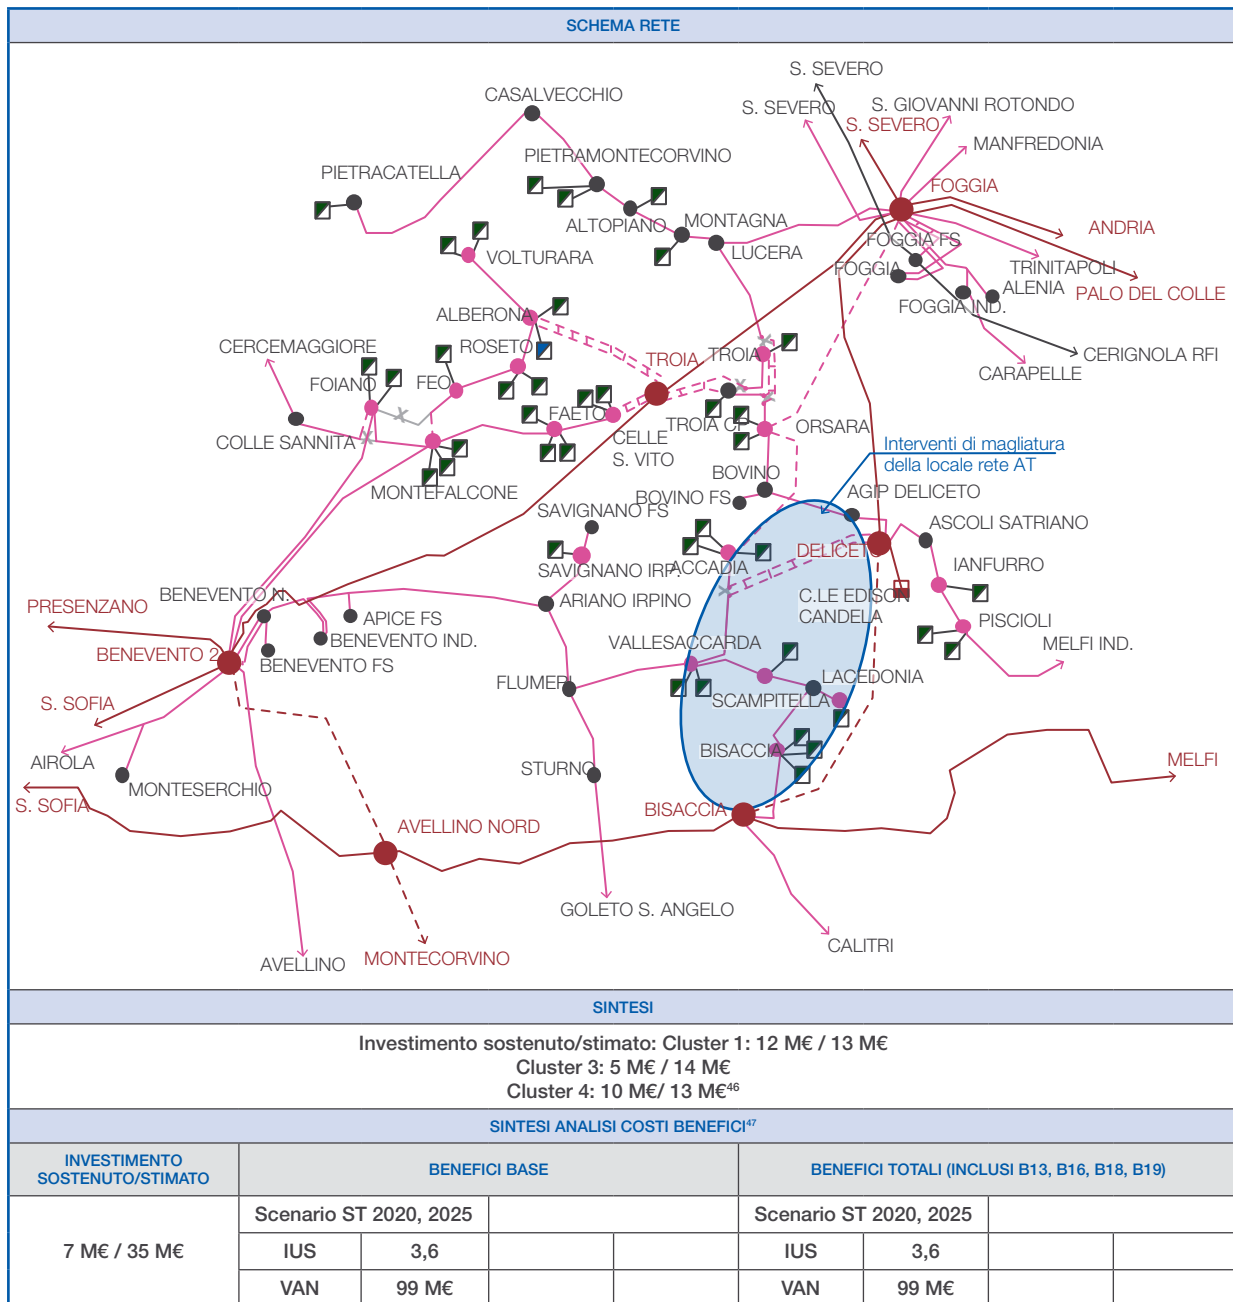 SCHEMA RETE
S. SEVERO
CASALVECCHIO
S. SEVERO
S. GIOVANNI ROTONDO
S. SEVERO
MANFREDONIA
PIETRAMONTECORVINO
PIETRACATELLA
FOGGIA
ALTOPIANO
MONTAGNA
LUCERA
ANDRIA
FOGGIA FS
VOLTURARA
FOGGIA
TRINITAPOLI
ALENIA
PALO DEL COLLE
FOGGIA IND.
ALBERONA
CERCEMAGGIORE
ROSETO
TROIA
TROIA
CERIGNOLA RFI
CARAPELLE
FOIANO
FEO
FAETO
TROIA CP
ORSARA
COLLE SANNITA
CELLE
S. VITO
Interventi di magliatura
della locale rete AT
BOVINO
MONTEFALCONE
BOVINO FS
AGIP DELICETO
SAVIGNANO FS
ASCOLI SATRIANO
DELICETO
SAVIGNANO IRP.
ACCADIA
IANFURRO
BENEVENTO N.
C.LE EDISON
CANDELA
PRESENZANO
APICE FS
ARIANO IRPINO
PISCIOLI
BENEVENTO IND.
BENEVENTO 2
BENEVENTO FS
VALLESACCARDA
MELFI IND.
FLUMERI
LACEDONIA
S. SOFIA
SCAMPITELLA
AIROLA
BISACCIA
STURNO
MELFI
MONTESERCHIO
S. SOFIA
BISACCIA
AVELLINO NORD
GOLETO S. ANGELO
CALITRI
AVELLINO
MONTECORVINO
SINTESI
Investimento sostenuto/stimato: Cluster 1: 12 M€ / 13 M€
Cluster 3: 5 M€ / 14 M€
Cluster 4: 10 M€/ 13 M€46
SINTESI ANALISI COSTI BENEFICI47
INVESTIMENTO
SOSTENUTO/STIMATO
BENEFICI BASE
BENEFICI TOTALI (INCLUSI B13, B16, B18, B19)
Scenario ST 2020, 2025
Scenario ST 2020, 2025
7 M€ / 35 M€
IUS
3,6
IUS
3,6
VAN
99 M€
VAN
99 M€